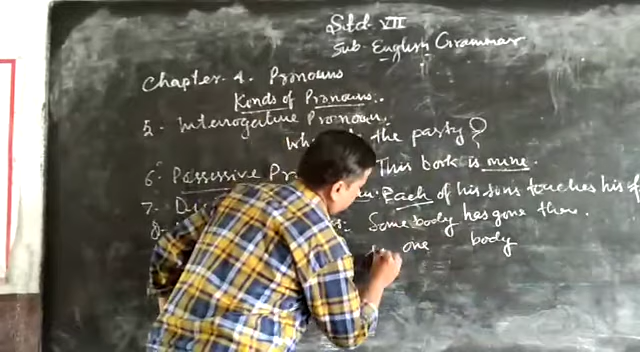 Std. VII
Sub. English Grammar
Chapter 4. Pronouns
Kinds of Pronouns:.
5. Interrogative Pronoun.
Wh the party?
6. Possessive Pr This book is mine.
7. Each of his sons touches his f
8. Somebody has gone there.
one body